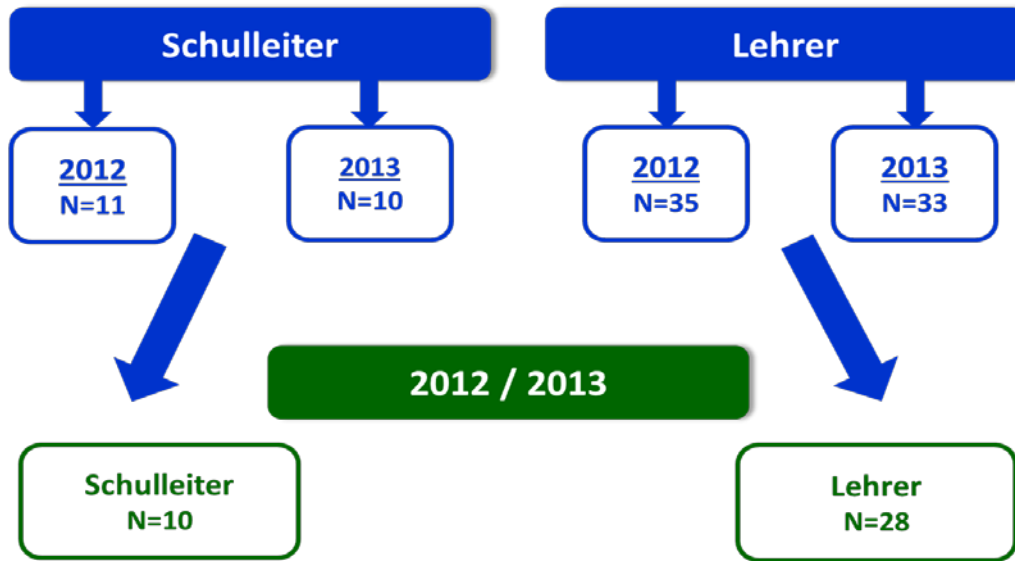 Schulleiter
Lehrer
2012
N=11
2013
N=10
2012
N=35
2013
N=33
2012 / 2013
Schulleiter
N=10
Lehrer
N=28